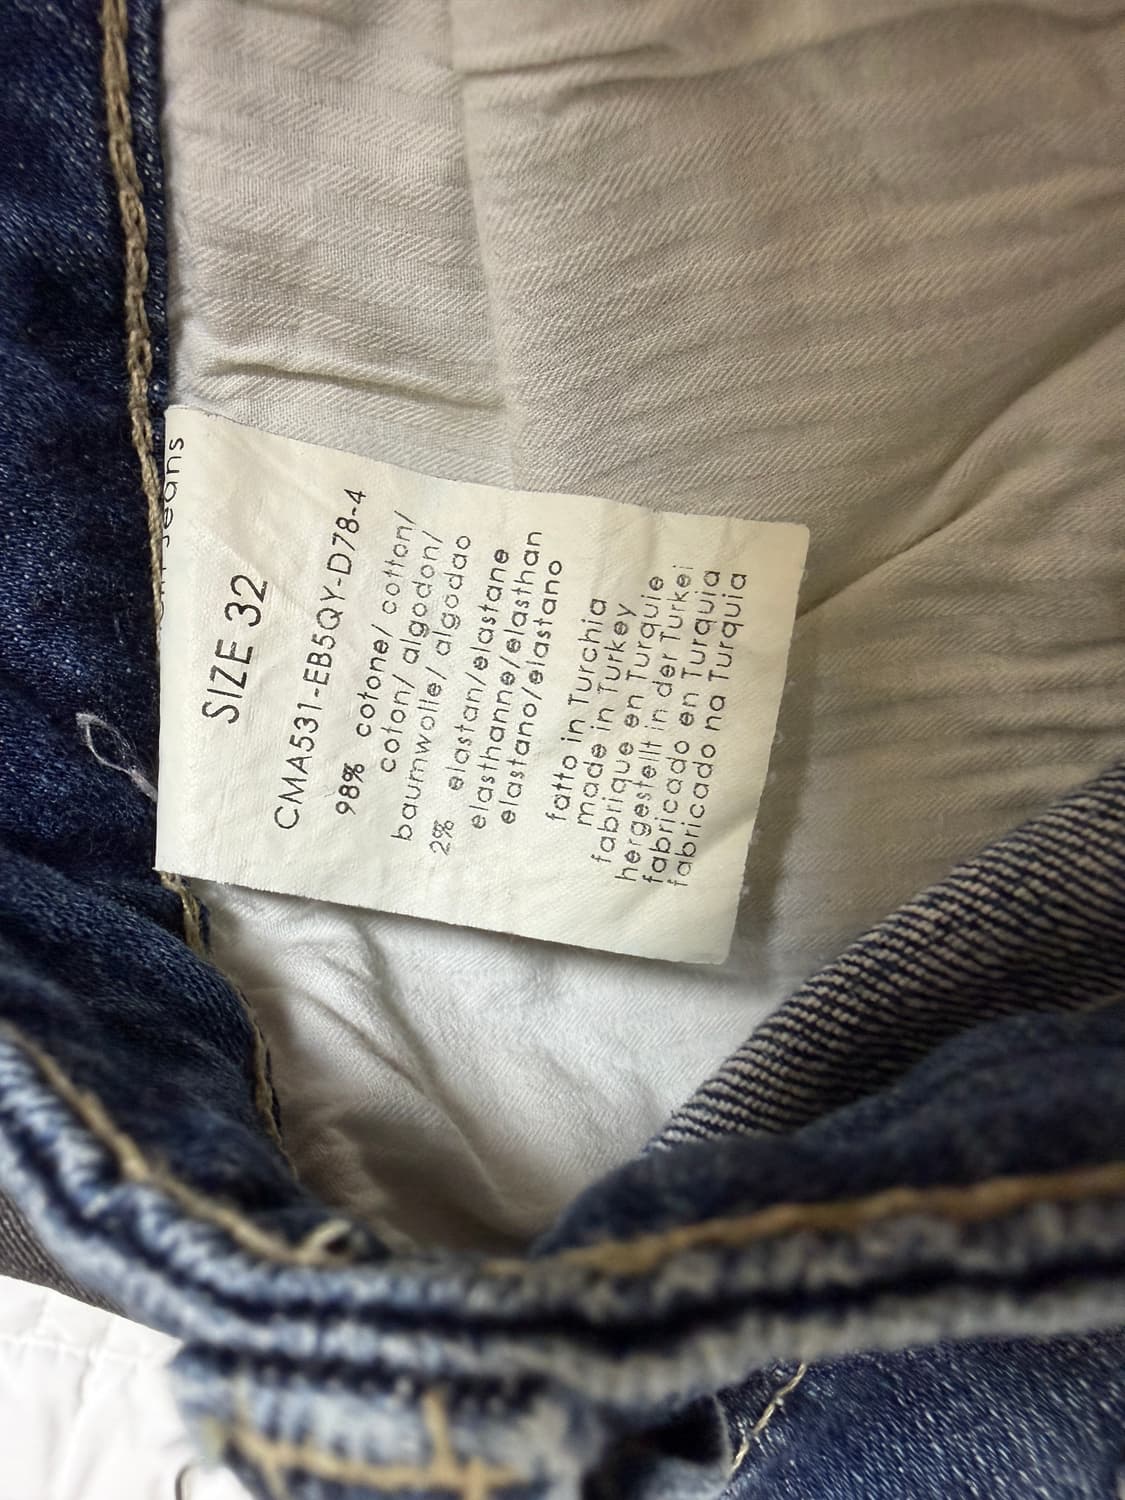 jeans
SIZE 32
CMA531-EB5QY-D78-4
98% cotone/ cotton/
coton/ algodon/
baumwolle/ algodao
2% elastan/elastane
elasthanne/elasthan
elastano/elastano
fatto in Turchia
made in Turkey
fabrique en Turquie
hergestellt in der Turkei
fabricado en Turquia
fabricado na Turquia